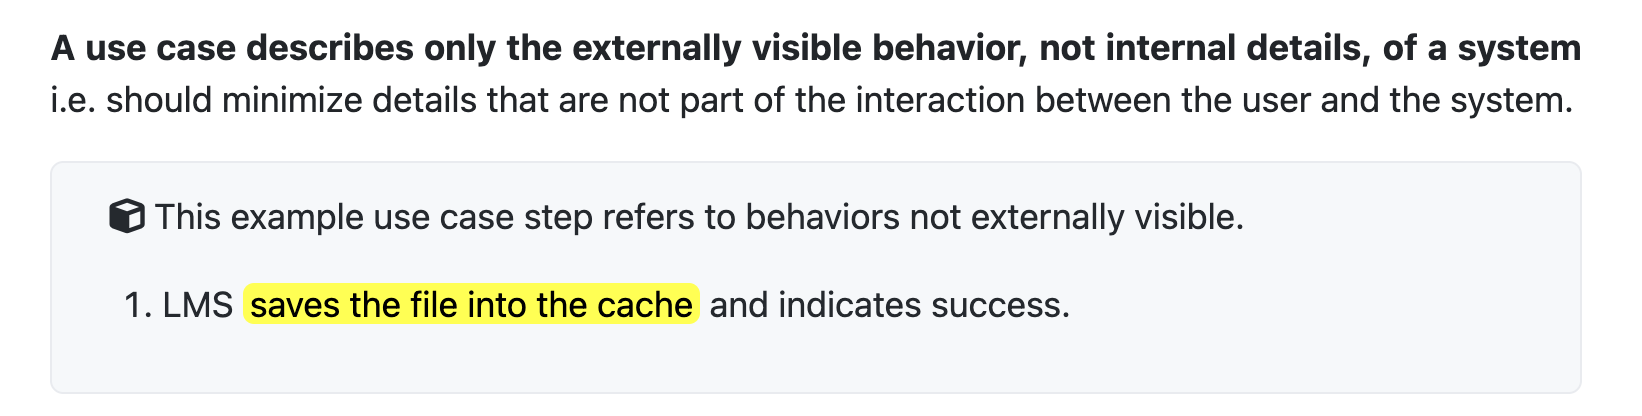 A use case describes only the externally visible behavior, not internal details, of a system
i.e. should minimize details that are not part of the interaction between the user and the system.
This example use case step refers to behaviors not externally visible.
1. LMS saves the file into the cache and indicates success.